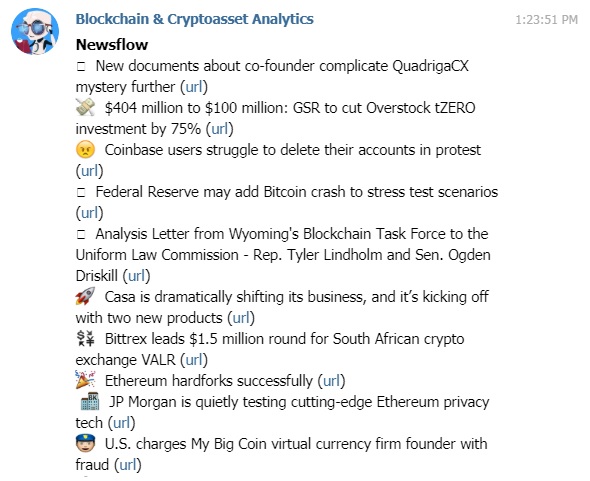 Blockchain & Cryptoasset Analytics 1:23:51 PM
Newsflow
New documents about co-founder complicate QuadrigaCX
mystery further (url)
💸 $404 million to $100 million: GSR to cut Overstock tZERO
investment by 75% (url)
😠 Coinbase users struggle to delete their accounts in protest
(url)
Federal Reserve may add Bitcoin crash to stress test scenarios
(url)
Analysis Letter from Wyoming's Blockchain Task Force to the
Uniform Law Commission - Rep. Tyler Lindholm and Sen. Ogden
Driskill (url)
🚀 Casa is dramatically shifting its business, and it’s kicking off
with two new products (url)
💱 Bittrex leads $1.5 million round for South African crypto
exchange VALR (url)
🎉 Ethereum hardforks successfully (url)
🏦 JP Morgan is quietly testing cutting-edge Ethereum privacy
tech (url)
👮 U.S. charges My Big Coin virtual currency firm founder with
fraud (url)